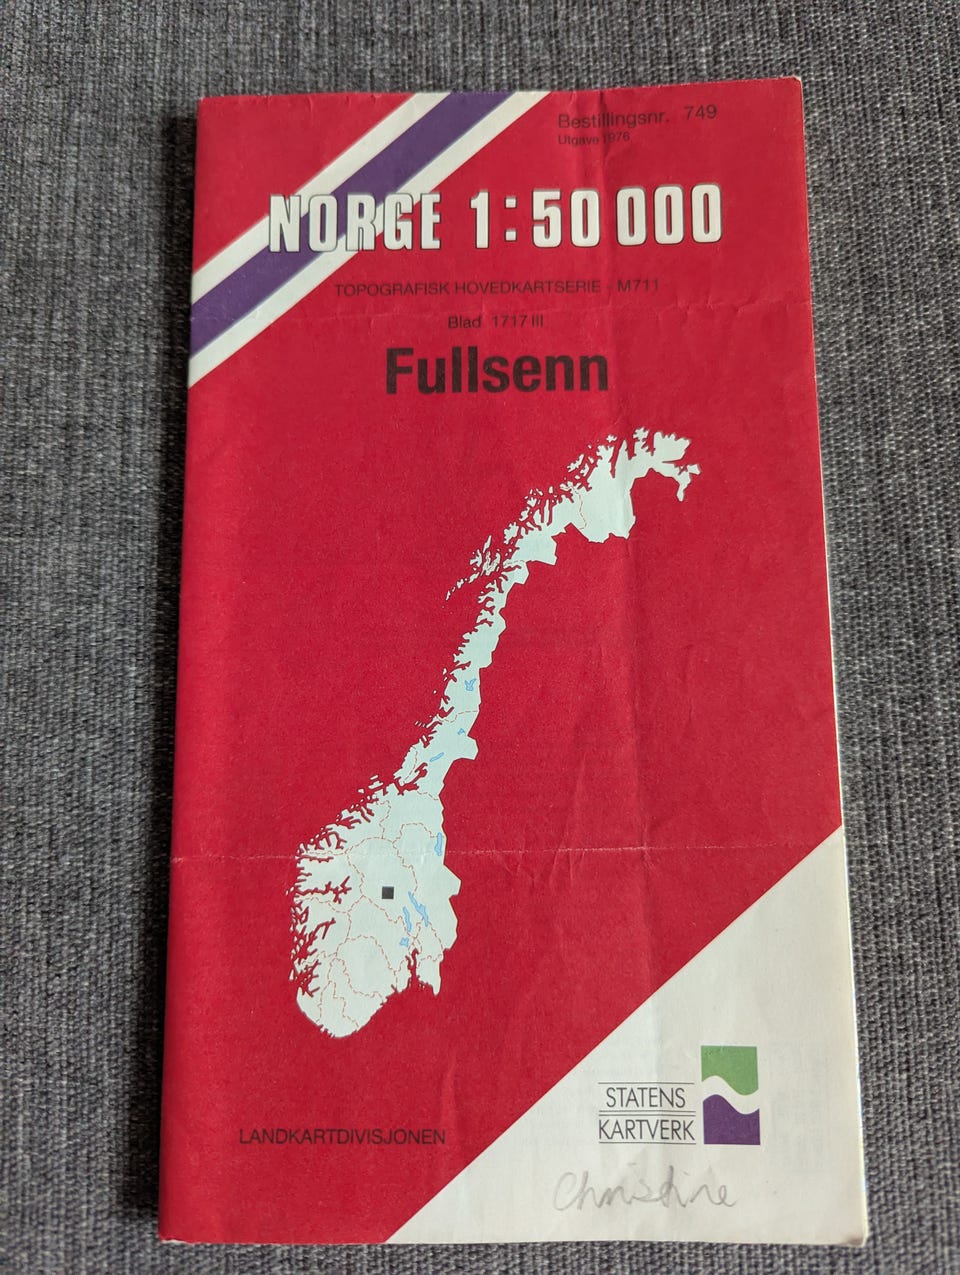 Bestillingsnr. 749
Utgave 1976
NORGE 1:50 000
TOPOGRAFISK HOVEDKARTSERIE - M711
Blad 1717 III
Fullsenn
LANDKARTDIVISJONEN
STATENS
KARTVERK
Christine